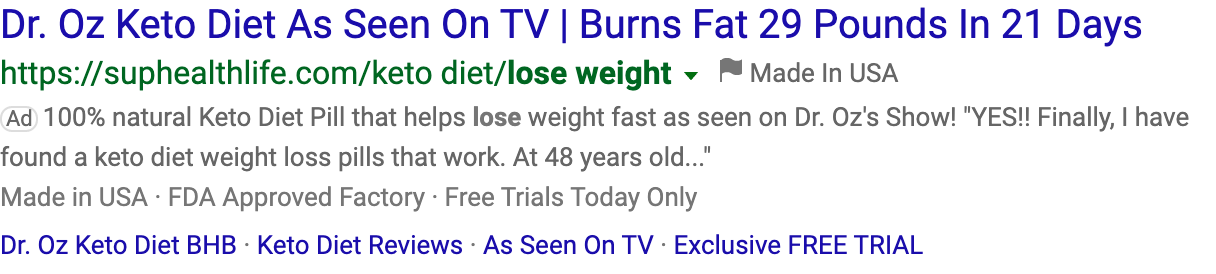 Dr. Oz Keto Diet As Seen On TV | Burns Fat 29 Pounds In 21 Days
https://suphealthlife.com/keto diet/lose weight Made In USA
Ad 100% natural Keto Diet Pill that helps lose weight fast as seen on Dr. Oz's Show! "YES!! Finally, I have
found a keto diet weight loss pills that work. At 48 years old..."
Made in USA · FDA Approved Factory · Free Trials Today Only
Dr. Oz Keto Diet BHB · Keto Diet Reviews · As Seen On TV · Exclusive FREE TRIAL